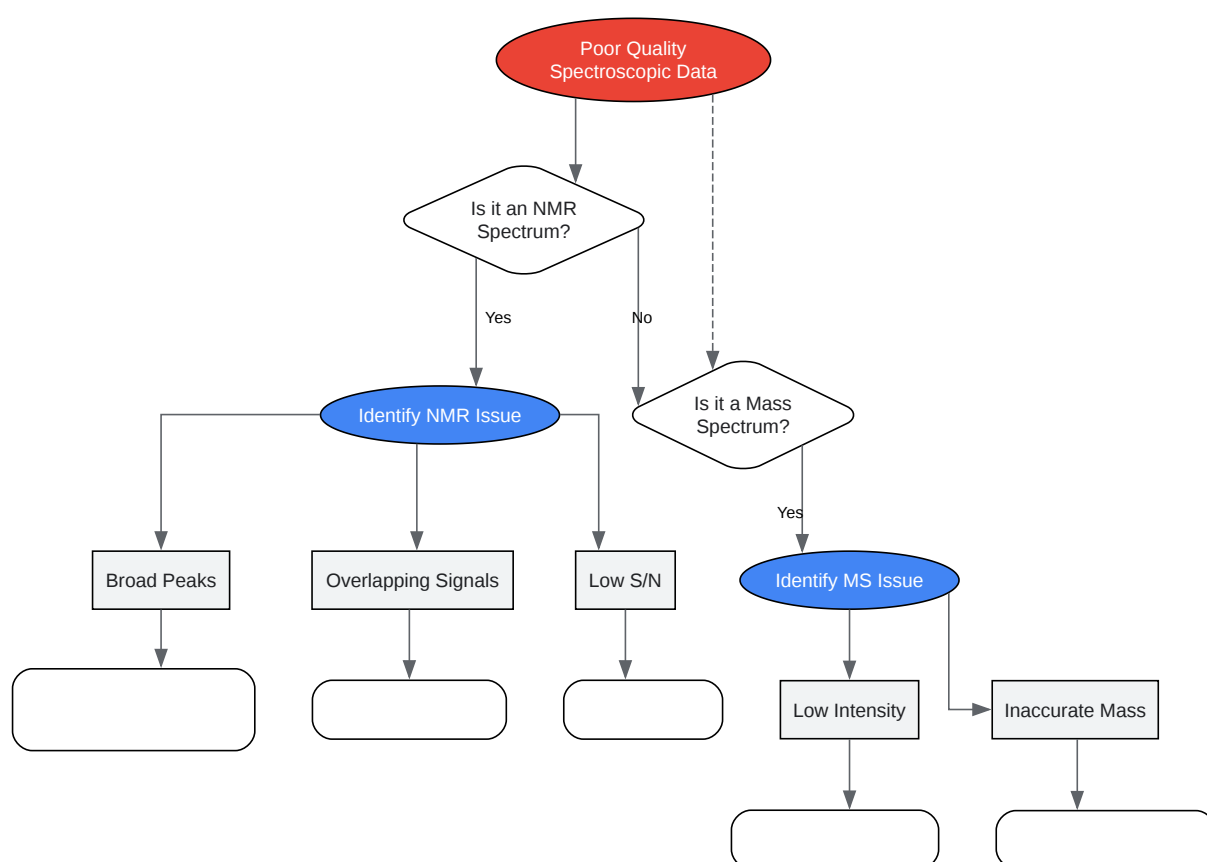 Poor Quality
Spectroscopic Data
Is it an NMR
Spectrum?
Yes
No
Identify NMR Issue
Is it a Mass
Spectrum?
Yes
Broad Peaks
Overlapping Signals
Low S/N
Identify MS Issue
Low Intensity
Inaccurate Mass